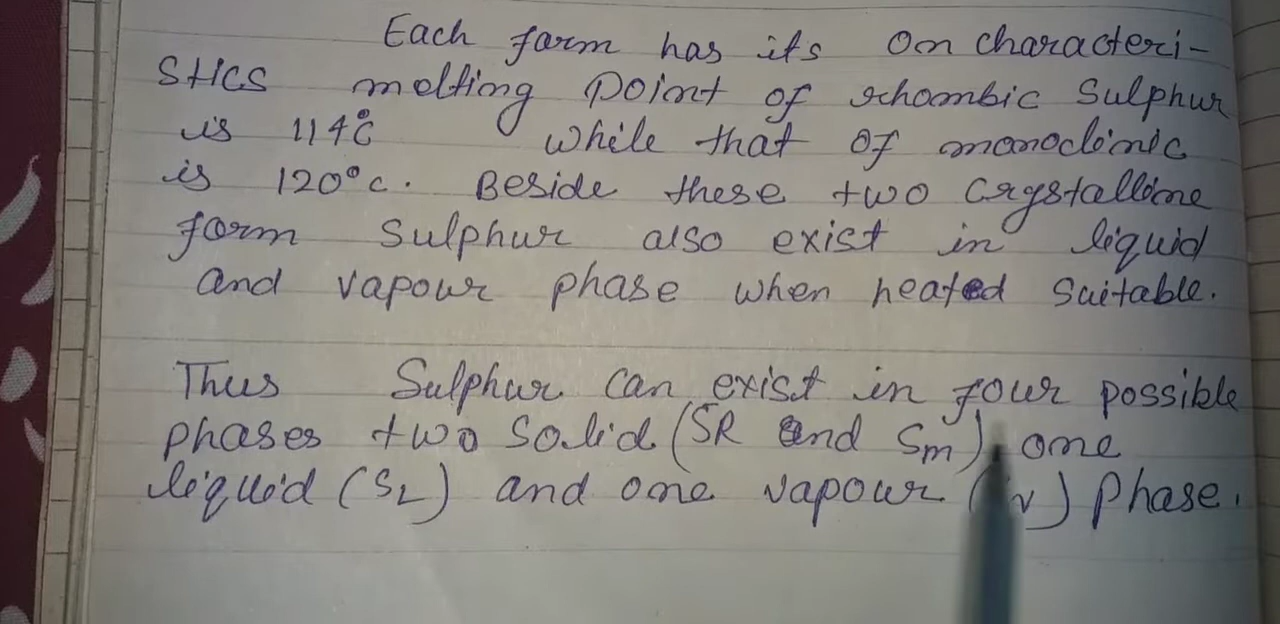 Each form has its on characteri-
stics melting point of rhombic sulphur
is 114°C while that of monoclinic
is 120°c. Beside these two crystalline
form sulphur also exist in liquid
and vapour phase when heated suitable.
Thus Sulphur can exist in four possible
phases two solid (SR and Sm) one
liquid (SL) and one vapour ( v) phase.